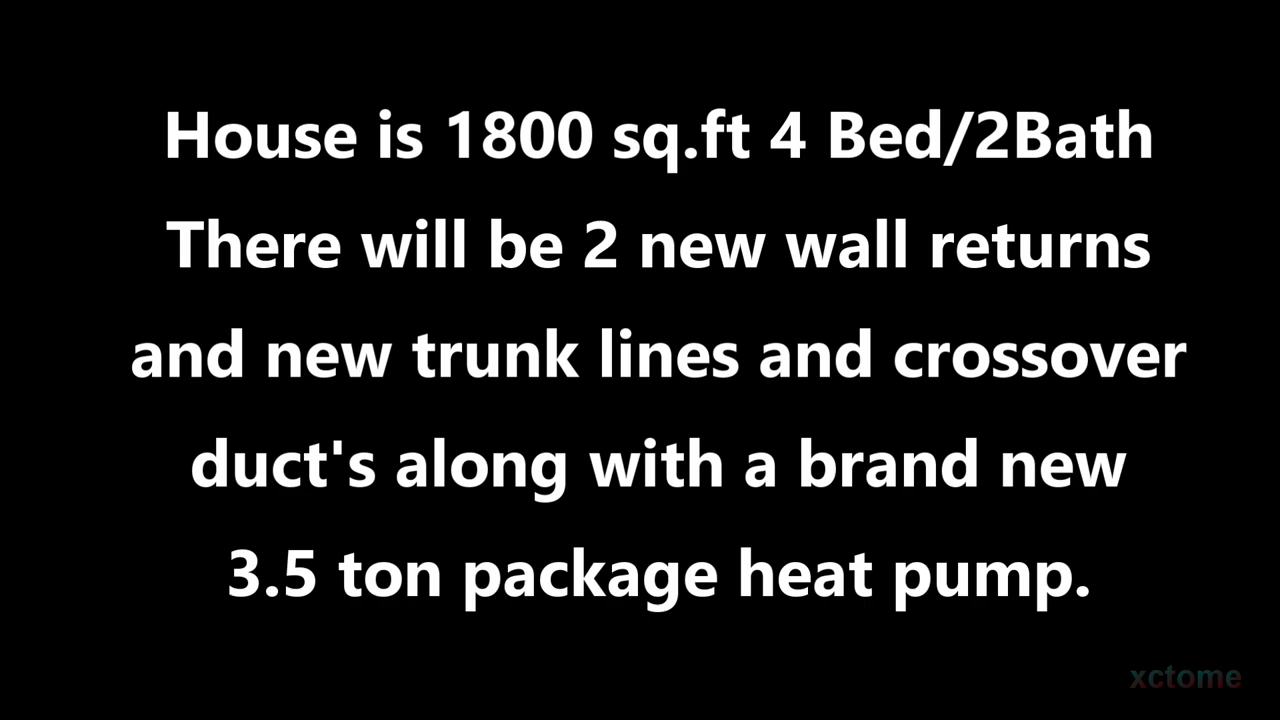 House is 1800 sq.ft 4 Bed/2Bath
There will be 2 new wall returns
and new trunk lines and crossover
duct's along with a brand new
3.5 ton package heat pump.
xctome